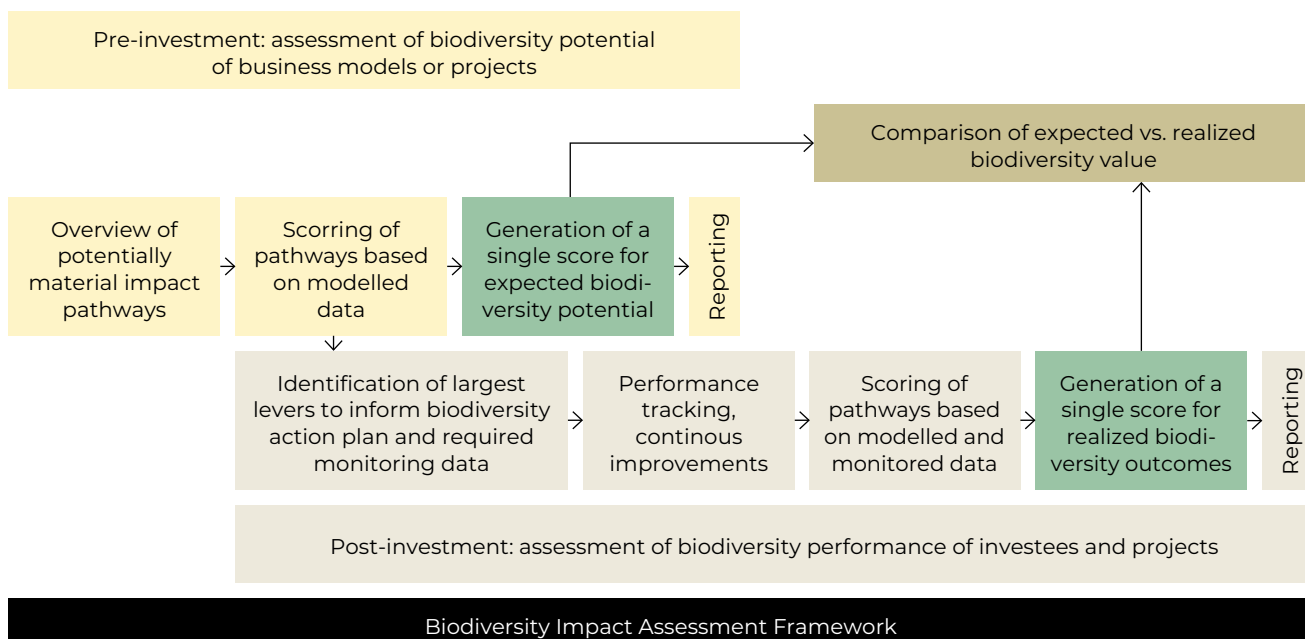 Pre-investment: assessment of biodiversity potential
of business models or projects
Comparison of expected vs. realized
biodiversity value
Overview of
potentially
material impact
pathways
Scorring of
pathways based
on modelled
data
Generation of a
single score for
expected biodi-
versity potential
Reporting
Identification of largest
levers to inform biodiversity
action plan and required
monitoring data
Performance
tracking,
continous
improvements
Scoring of
pathways based
on modelled and
monitored data
Generation of a
single score for
realized biodi-
versity outcomes
Reporting
Post-investment: assessment of biodiversity performance of investees and projects
Biodiversity Impact Assessment Framework